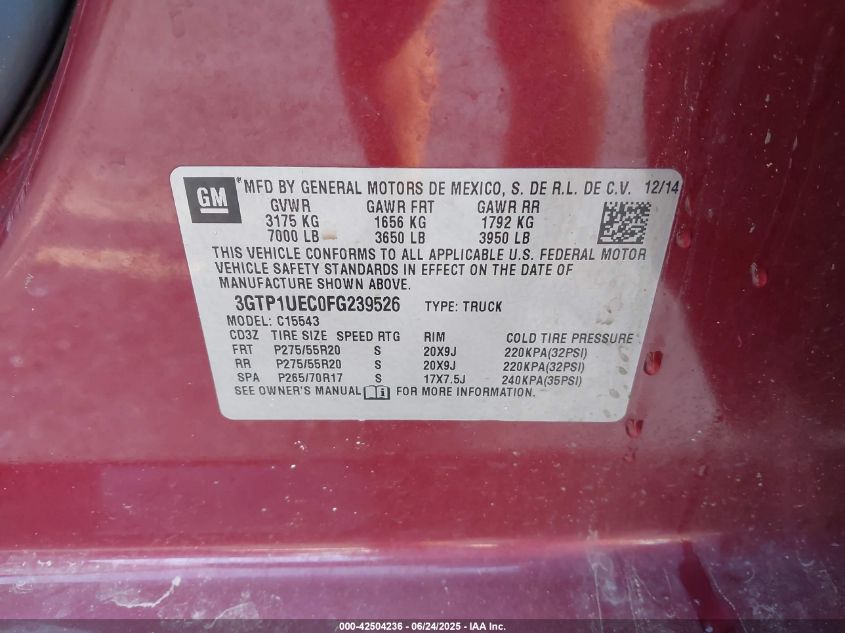 GM ® MFD BY GENERAL MOTORS DE MEXICO, S. DE R.L. DE C.V. 12/14
GVWR GAWR FRT GAWR RR
3175 KG 1656 KG 1792 KG
7000 LB 3650 LB 3950 LB
THIS VEHICLE CONFORMS TO ALL APPLICABLE U.S. FEDERAL MOTOR
VEHICLE SAFETY STANDARDS IN EFFECT ON THE DATE OF
MANUFACTURE SHOWN ABOVE.
3GTP1UEC0FG239526 TYPE: TRUCK
MODEL: C15543
CD3Z TIRE SIZE SPEED RTG RIM COLD TIRE PRESSURE
FRT P275/55R20 S 20X9J 220KPA(32PSI)
RR P275/55R20 S 20X9J 220KPA(32PSI)
SPA P265/70R17 S 17X7.5J 240KPA(35PSI)
SEE OWNER'S MANUAL i FOR MORE INFORMATION.
000-42504236 - 06/24/2025 - IAA Inc.